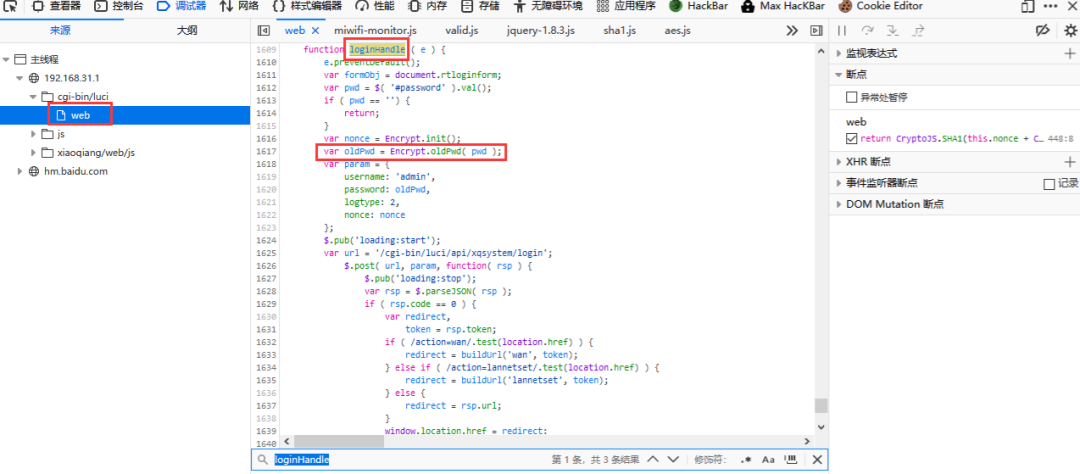 查看器 控制台 调试器 网络 样式编辑器 性能 内存 存储 无障碍环境 应用程序 HackBar Max HacKBar Cookie Editor
来源 大纲
主线程
192.168.31.1
cgi-bin/luci
web
js
xiaoqiang/web/js
hm.baidu.com
web miwifi-monitor.js valid.js jquery-1.8.3.js sha1.js aes.js
1609 function loginHandle ( e ) {
1610 e.preventDefault();
1611 var formObj = document.rtloginform;
1612 var pwd = $( '#password' ).val();
1613 if ( pwd == '') {
1614 return;
1615 }
1616 var nonce = Encrypt.init();
1617 var oldPwd = Encrypt.oldPwd( pwd );
1618 var param = {
1619 username: 'admin',
1620 password: oldPwd,
1621 logtype: 2,
1622 nonce: nonce
1623 };
1624 $.pub('loading:start');
1625 var url = '/cgi-bin/luci/api/xqsystem/login';
1626 $.post( url, param, function( rsp ) {
1627 $.pub('loading:stop');
1628 var rsp = $.parseJSON( rsp );
1629 if ( rsp.code == 0 ) {
1630 var redirect,
1631 token = rsp.token;
1632 if ( /action=wan/.test(location.href) ) {
1633 redirect = buildUrl('wan', token);
1634 } else if ( /action=lannetset/.test(location.href) ) {
1635 redirect = buildUrl('lannetset', token);
1636 } else {
1637 redirect = rsp.url;
1638 }
1639 window.location.href = redirect;
1640
loginHandle 第 1 条，共 3 条结果 修饰符: .* Aa
监视表达式
断点
异常处暂停
web
return CryptoJS.SHA1(this.nonce + C… 448:8
XHR 断点
事件监听器断点 记录
DOM Mutation 断点